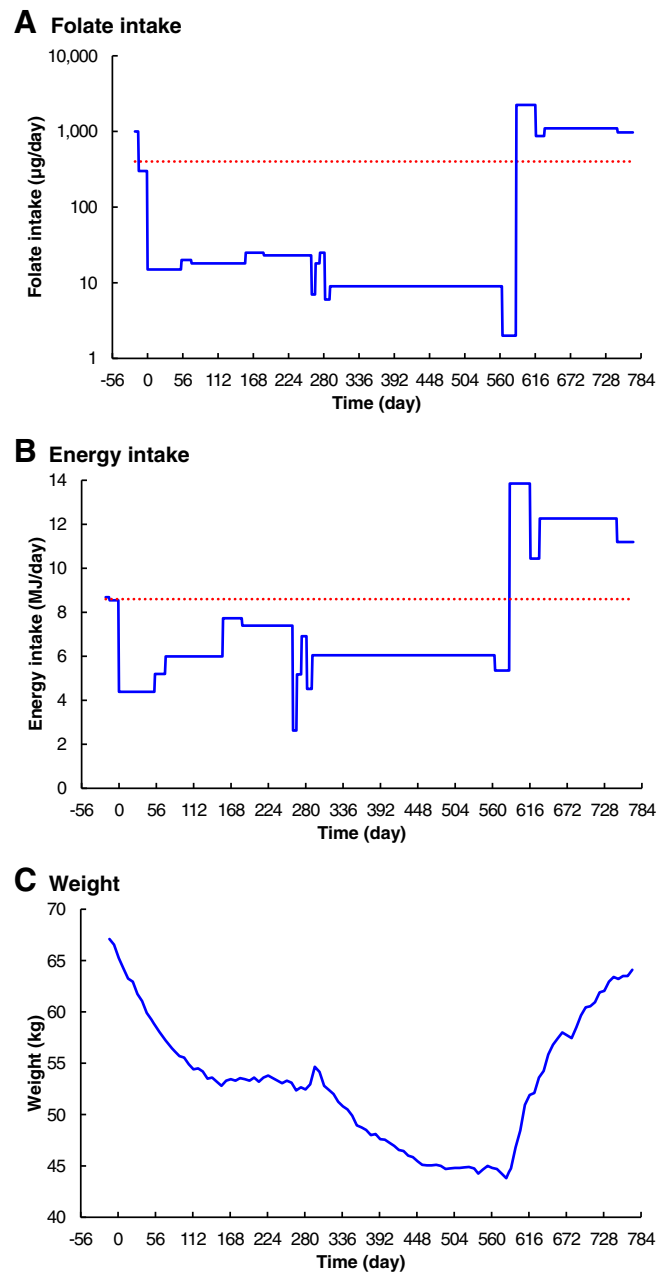 A Folate intake
10,000
1,000
100
10
1
Folate intake (µg/day)
-56 0 56 112 168 224 280 336 392 448 504 560 616 672 728 784
Time (day)
B Energy intake
14
12
10
8
6
4
2
0
Energy intake (MJ/day)
-56 0 56 112 168 224 280 336 392 448 504 560 616 672 728 784
Time (day)
C Weight
70
65
60
55
50
45
40
Weight (kg)
-56 0 56 112 168 224 280 336 392 448 504 560 616 672 728 784
Time (day)